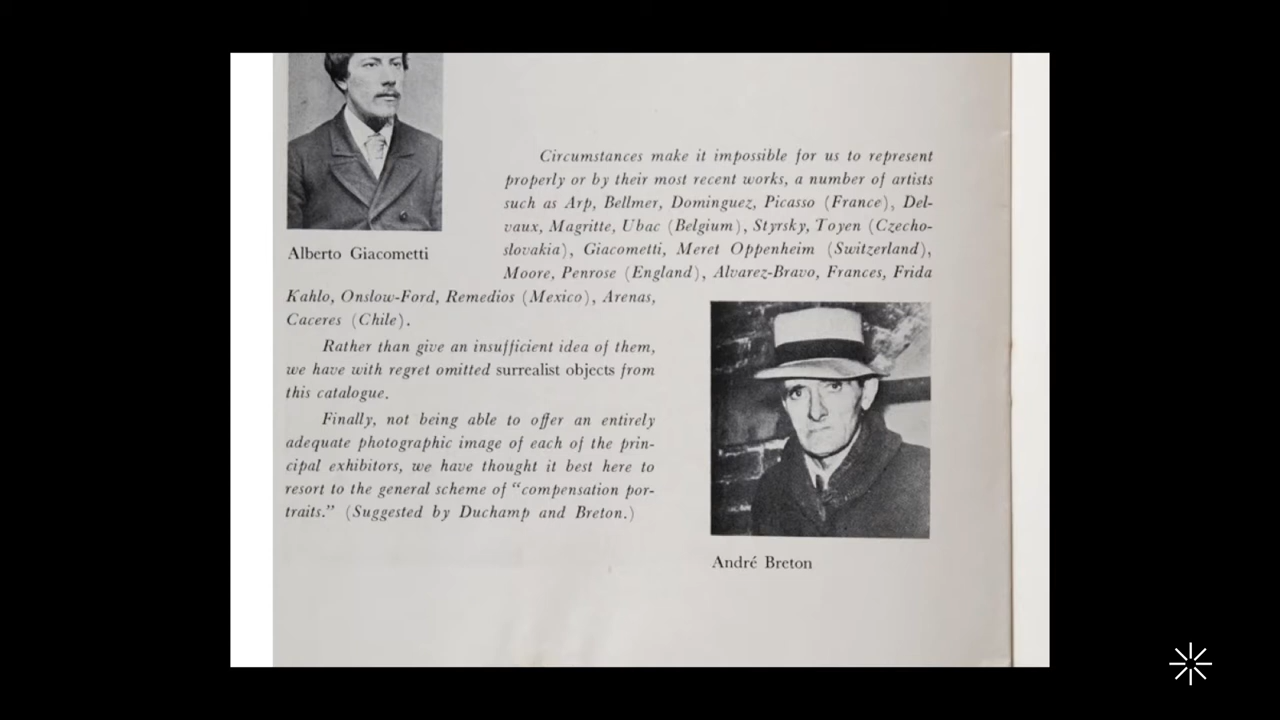 Alberto Giacometti
Circumstances make it impossible for us to represent
properly or by their most recent works, a number of artists
such as Arp, Bellmer, Dominguez, Picasso (France), Del-
vaux, Magritte, Ubac (Belgium), Styrsky, Toyen (Czecho-
slovakia), Giacometti, Meret Oppenheim (Switzerland),
Moore, Penrose (England), Alvarez-Bravo, Frances, Frida
Kahlo, Onslow-Ford, Remedios (Mexico), Arenas,
Caceres (Chile).
Rather than give an insufficient idea of them,
we have with regret omitted surrealist objects from
this catalogue.
Finally, not being able to offer an entirely
adequate photographic image of each of the prin-
cipal exhibitors, we have thought it best here to
resort to the general scheme of “compensation por-
traits.” (Suggested by Duchamp and Breton.)
André Breton